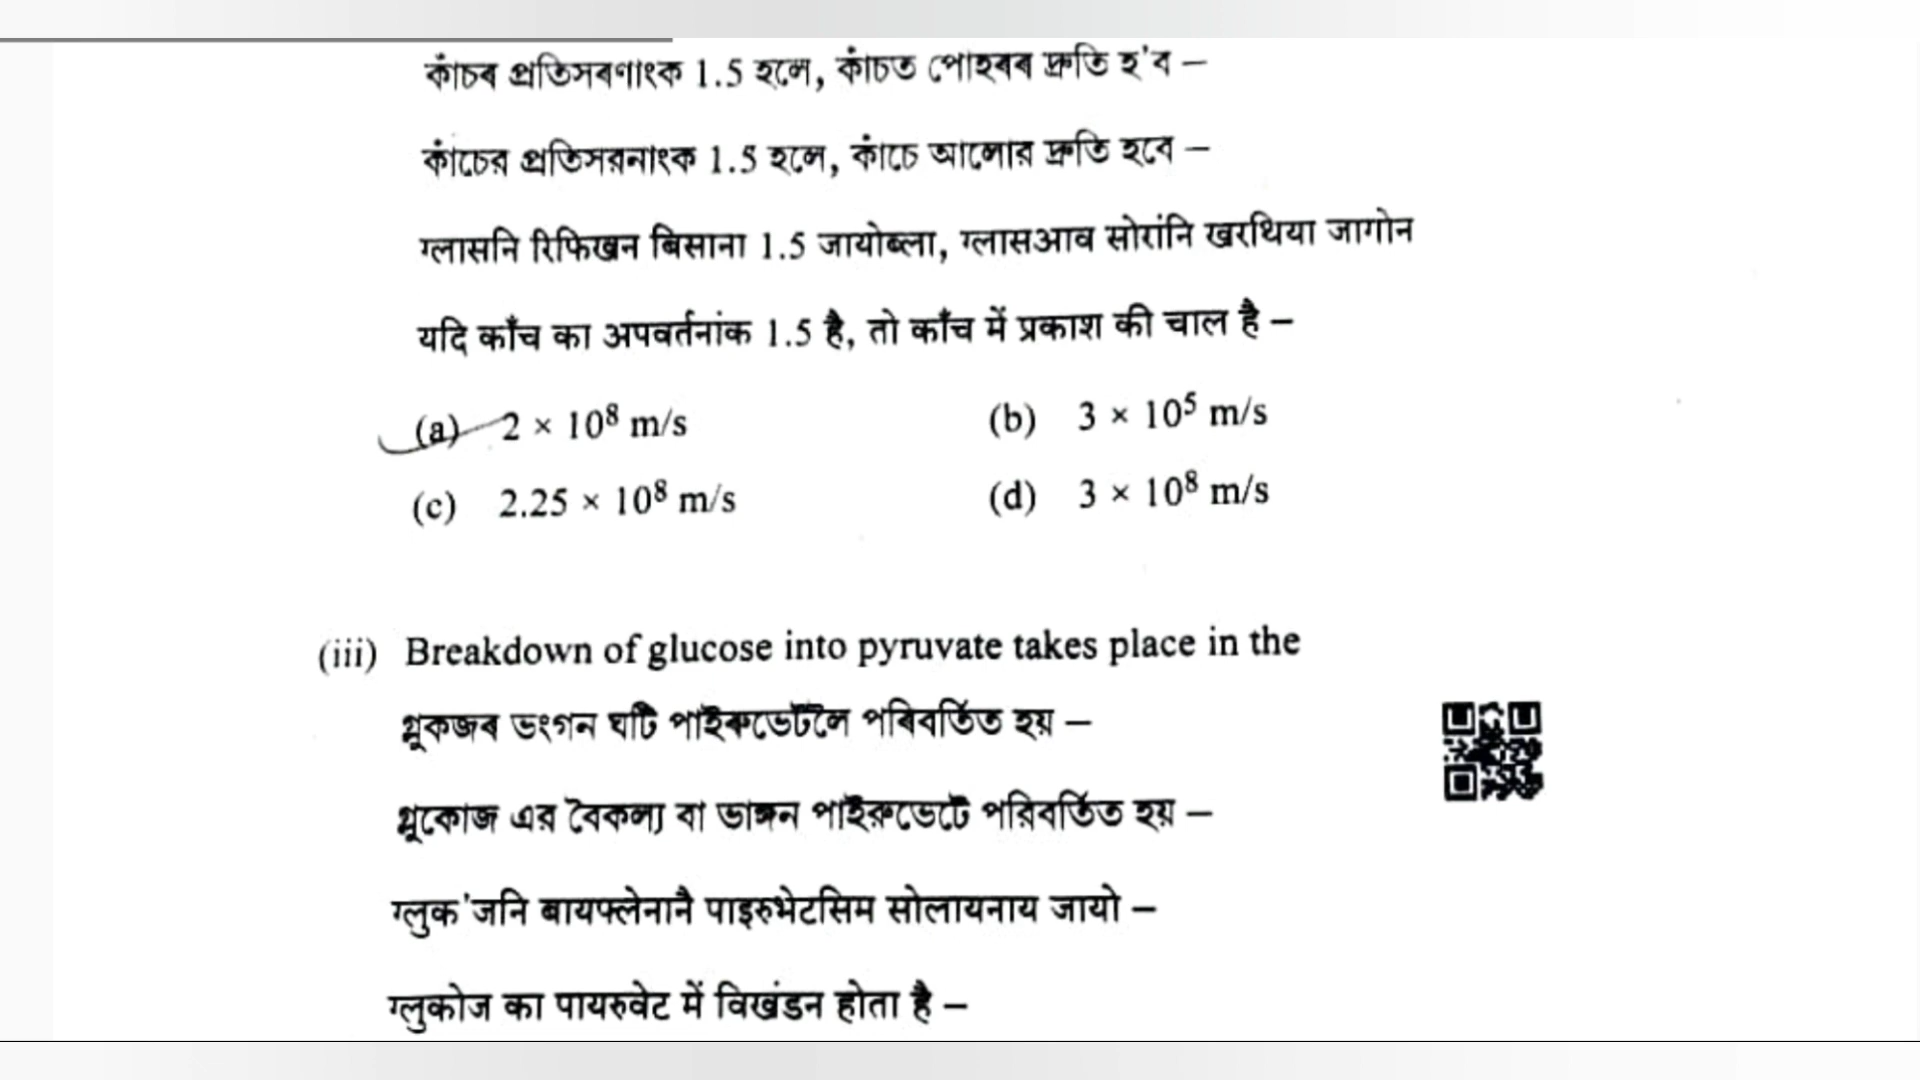 কাঁচৰ প্ৰতিসৰণাংক 1.5 হলে, কাঁচত পোহৰৰ দ্ৰুতি হ'ব –
কাঁচের প্রতিসরনাংক 1.5 হলে, কাঁচে আলোর দ্রুতি হবে –
ग्लासनि रिफिखन बिसाना 1.5 जायोब्ला, ग्लासआव सोरांनि खरथिया जागोन
यदि काँच का अपवर्तनांक 1.5 है, तो काँच में प्रकाश की चाल है –
(a) 2 × 10⁸ m/s (b) 3 × 10⁵ m/s
(c) 2.25 × 10⁸ m/s (d) 3 × 10⁸ m/s
(iii) Breakdown of glucose into pyruvate takes place in the
গ্লুকজৰ ভংগন ঘটি পাইৰুভেটলৈ পৰিবৰ্তিত হয় –
গ্লুকোজ এর বৈকল্য বা ভাঙ্গন পাইরুভেটে পরিবর্তিত হয় –
ग्लुक'जनि बायफ्लेनानै पाइरुभेटसिम सोलायनाय जायो –
ग्लुकोज का पायरुवेट में विखंडन होता है –